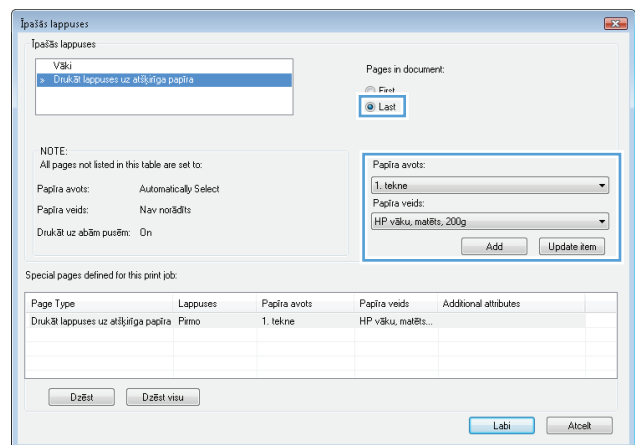 Īpašās lappuses
Īpašās lappuses
Vāki
» Drukāt lappuses uz atšķirīga papīra
Pages in document:
First
Last
NOTE:
All pages not listed in this table are set to:
Papīra avots: Automatically Select
Papīra veids: Nav norādīts
Drukāt uz abām pusēm: On
Papīra avots:
1. tekne
Papīra veids:
HP vāku, matēts, 200g
Add Update item
Special pages defined for this print job:
Page Type Lappuses Papīra avots Papīra veids Additional attributes
Drukāt lappuses uz atšķirīga papīra Pirmo 1. tekne HP vāku, matēts...
Dzēst Dzēst visu
Labi Atcelt